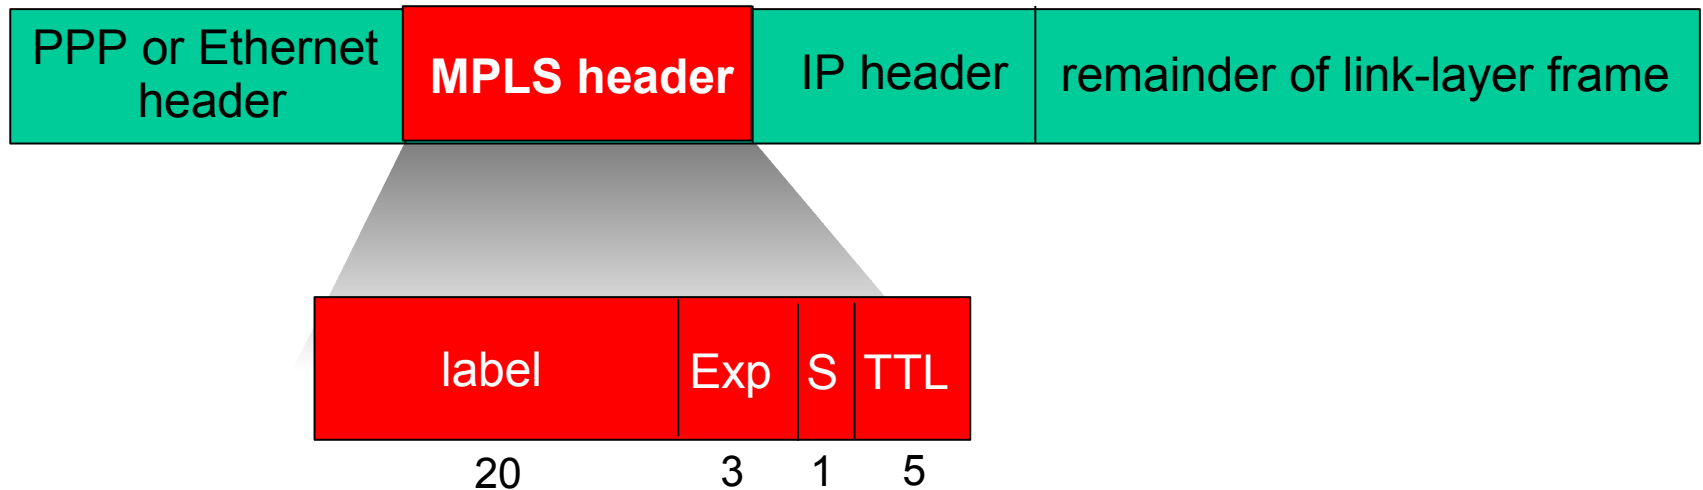 PPP or Ethernet
header
MPLS header
IP header
remainder of link-layer frame
label
Exp
S
TTL
20
3
1
5